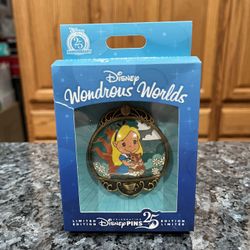 Disney
Wondrous Worlds
LIMITED EDITION
Disney PINS 25
LIMITED EDITION